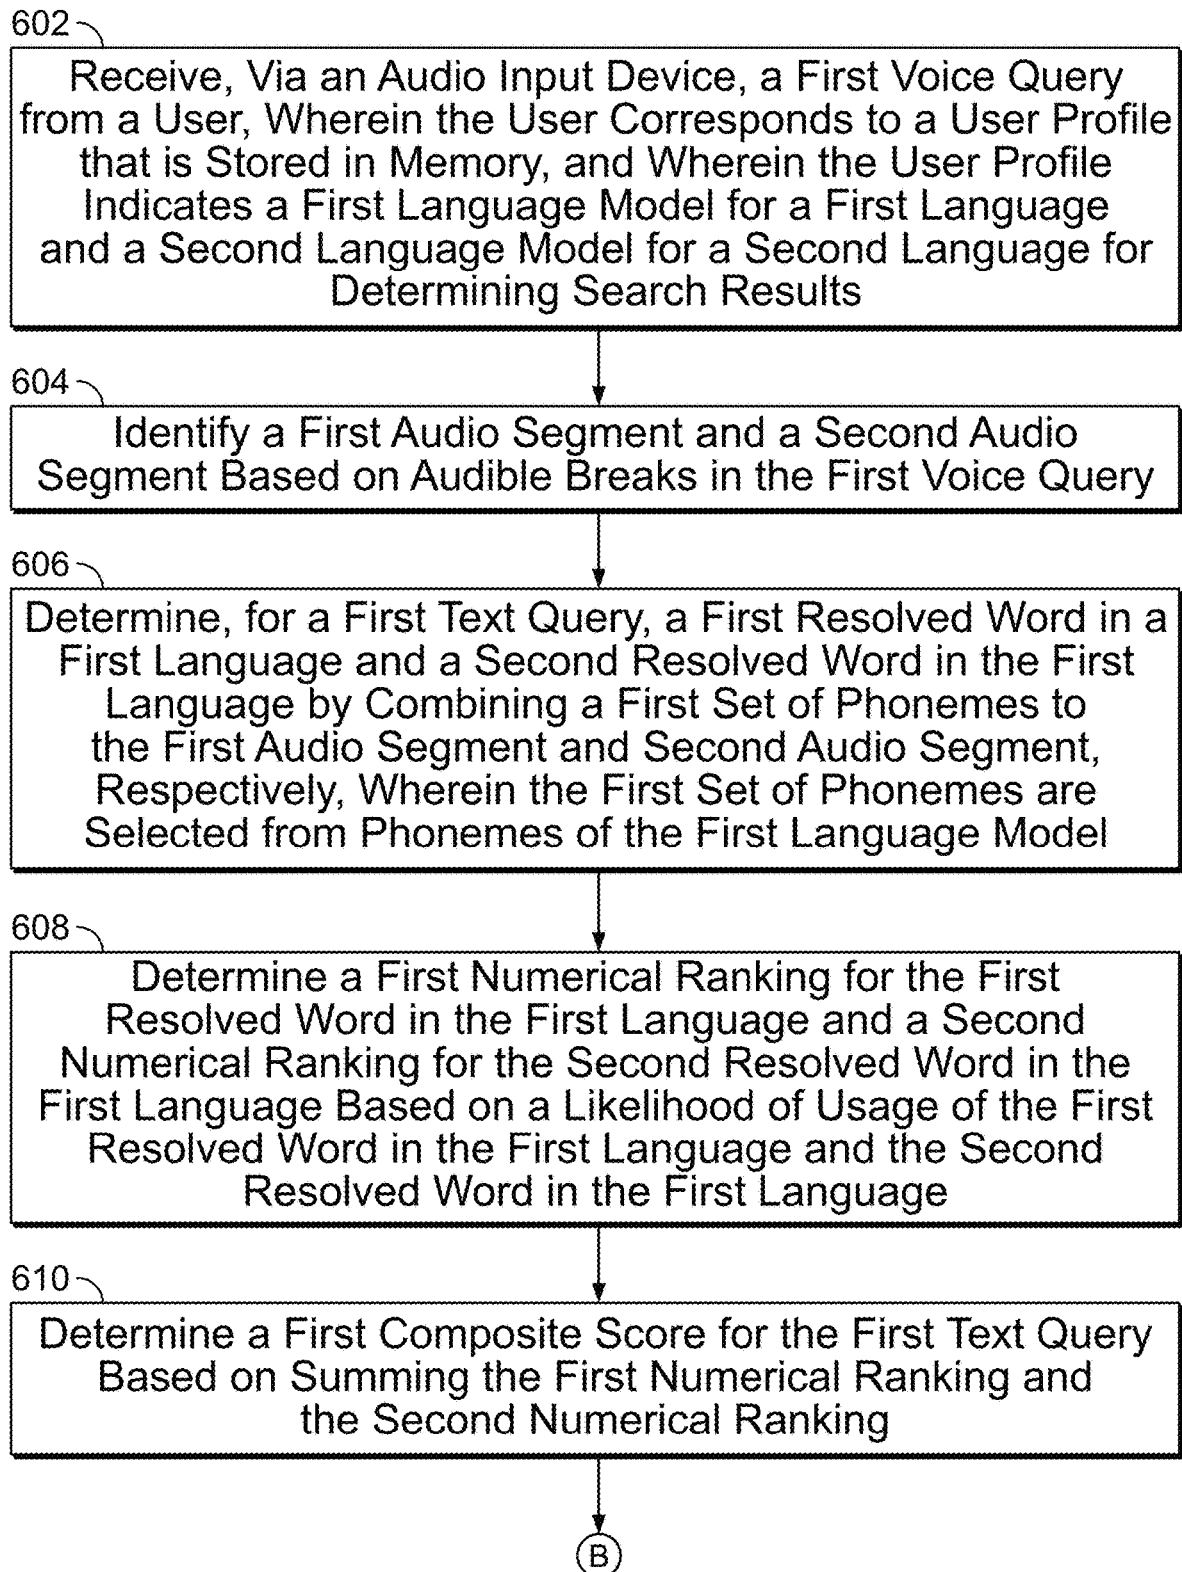 602
Receive, Via an Audio Input Device, a First Voice Query
from a User, Wherein the User Corresponds to a User Profile
that is Stored in Memory, and Wherein the User Profile
Indicates a First Language Model for a First Language
and a Second Language Model for a Second Language for
Determining Search Results
604
Identify a First Audio Segment and a Second Audio
Segment Based on Audible Breaks in the First Voice Query
606
Determine, for a First Text Query, a First Resolved Word in a
First Language and a Second Resolved Word in the First
Language by Combining a First Set of Phonemes to
the First Audio Segment and Second Audio Segment,
Respectively, Wherein the First Set of Phonemes are
Selected from Phonemes of the First Language Model
608
Determine a First Numerical Ranking for the First
Resolved Word in the First Language and a Second
Numerical Ranking for the Second Resolved Word in the
First Language Based on a Likelihood of Usage of the First
Resolved Word in the First Language and the Second
Resolved Word in the First Language
610
Determine a First Composite Score for the First Text Query
Based on Summing the First Numerical Ranking and
the Second Numerical Ranking
B